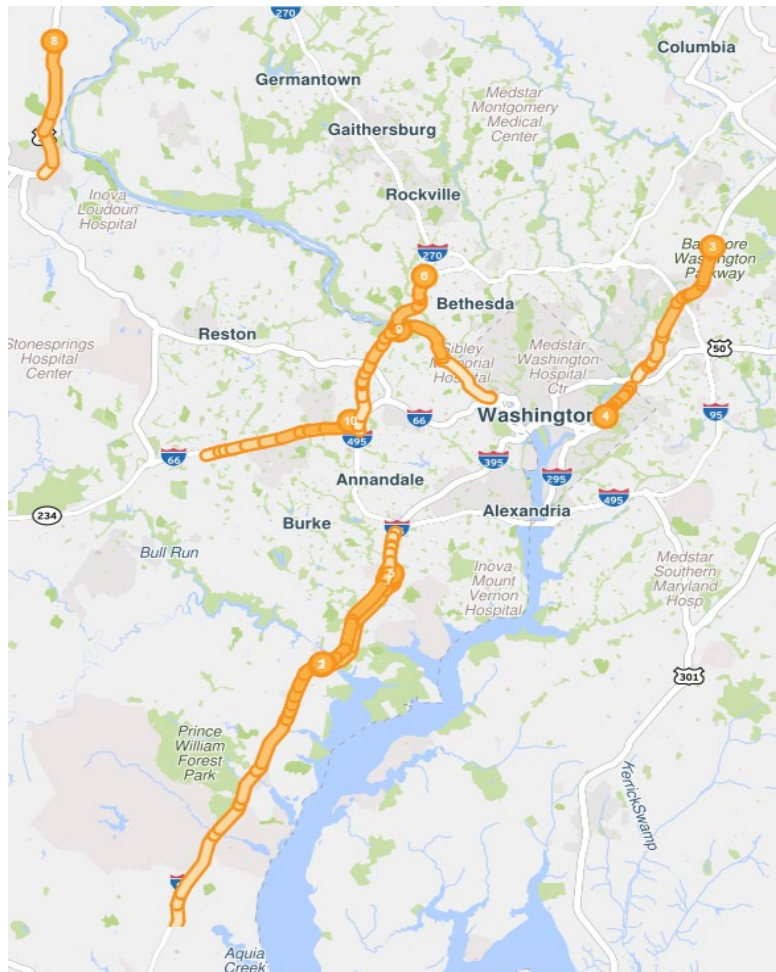 270
8
Columbia
Germantown
Medstar
Montgomery
Medical
Center
Gaithersburg
Inova
Loudoun
Hospital
Rockville
3
Washington
Parkway
270
6
Bethesda
9
Reston
Stonesprings
Hospital
Center
Sibley
Hospital
Medstar
Washington
Hospital
Ctr
50
10
66
Washington
4
95
495
66
395
Annandale
295
495
234
Burke
Alexandria
Bull Run
Inova
Mount
Vernon
Hospital
Medstar
Southern
Maryland
Hosp
301
Prince
William
Forest
Park
KerrickSwamp
Aquia
Creek